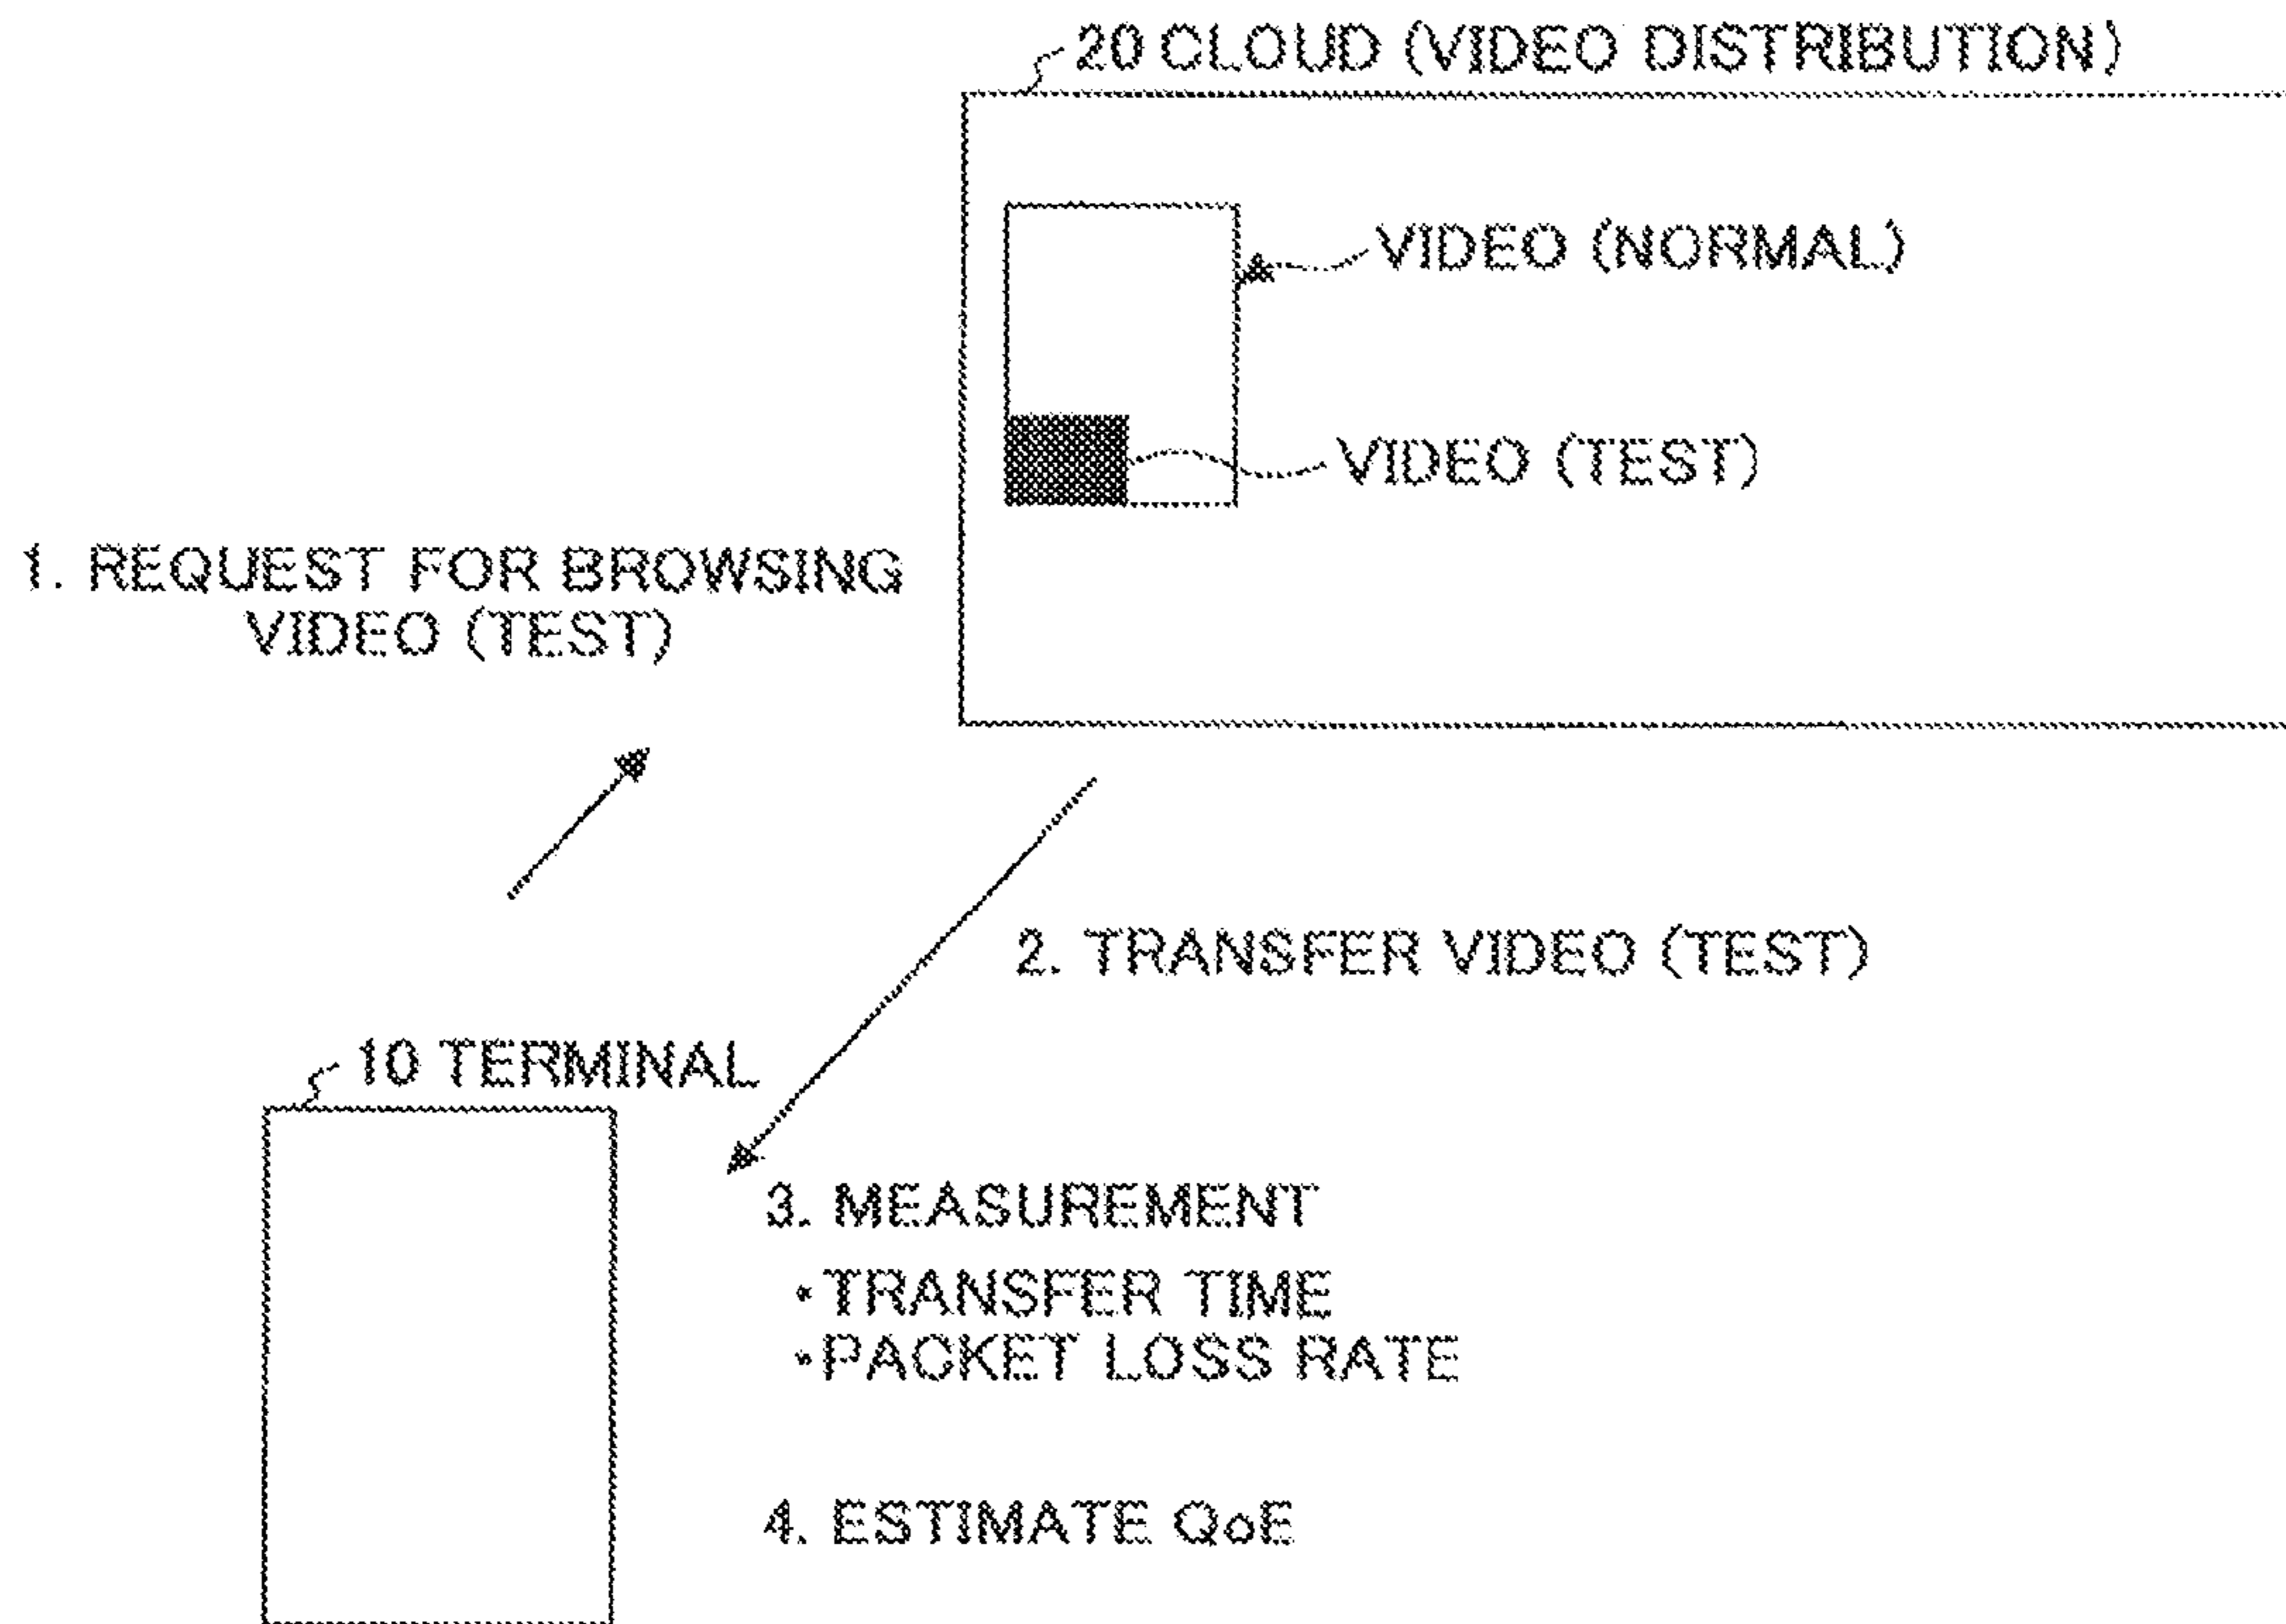 20 CLOUD (VIDEO DISTRIBUTION)
VIDEO (NORMAL)
VIDEO (TEST)
1. REQUEST FOR BROWSING
VIDEO (TEST)
2. TRANSFER VIDEO (TEST)
10 TERMINAL
3. MEASUREMENT
・TRANSFER TIME
・PACKET LOSS RATE
4. ESTIMATE QoE